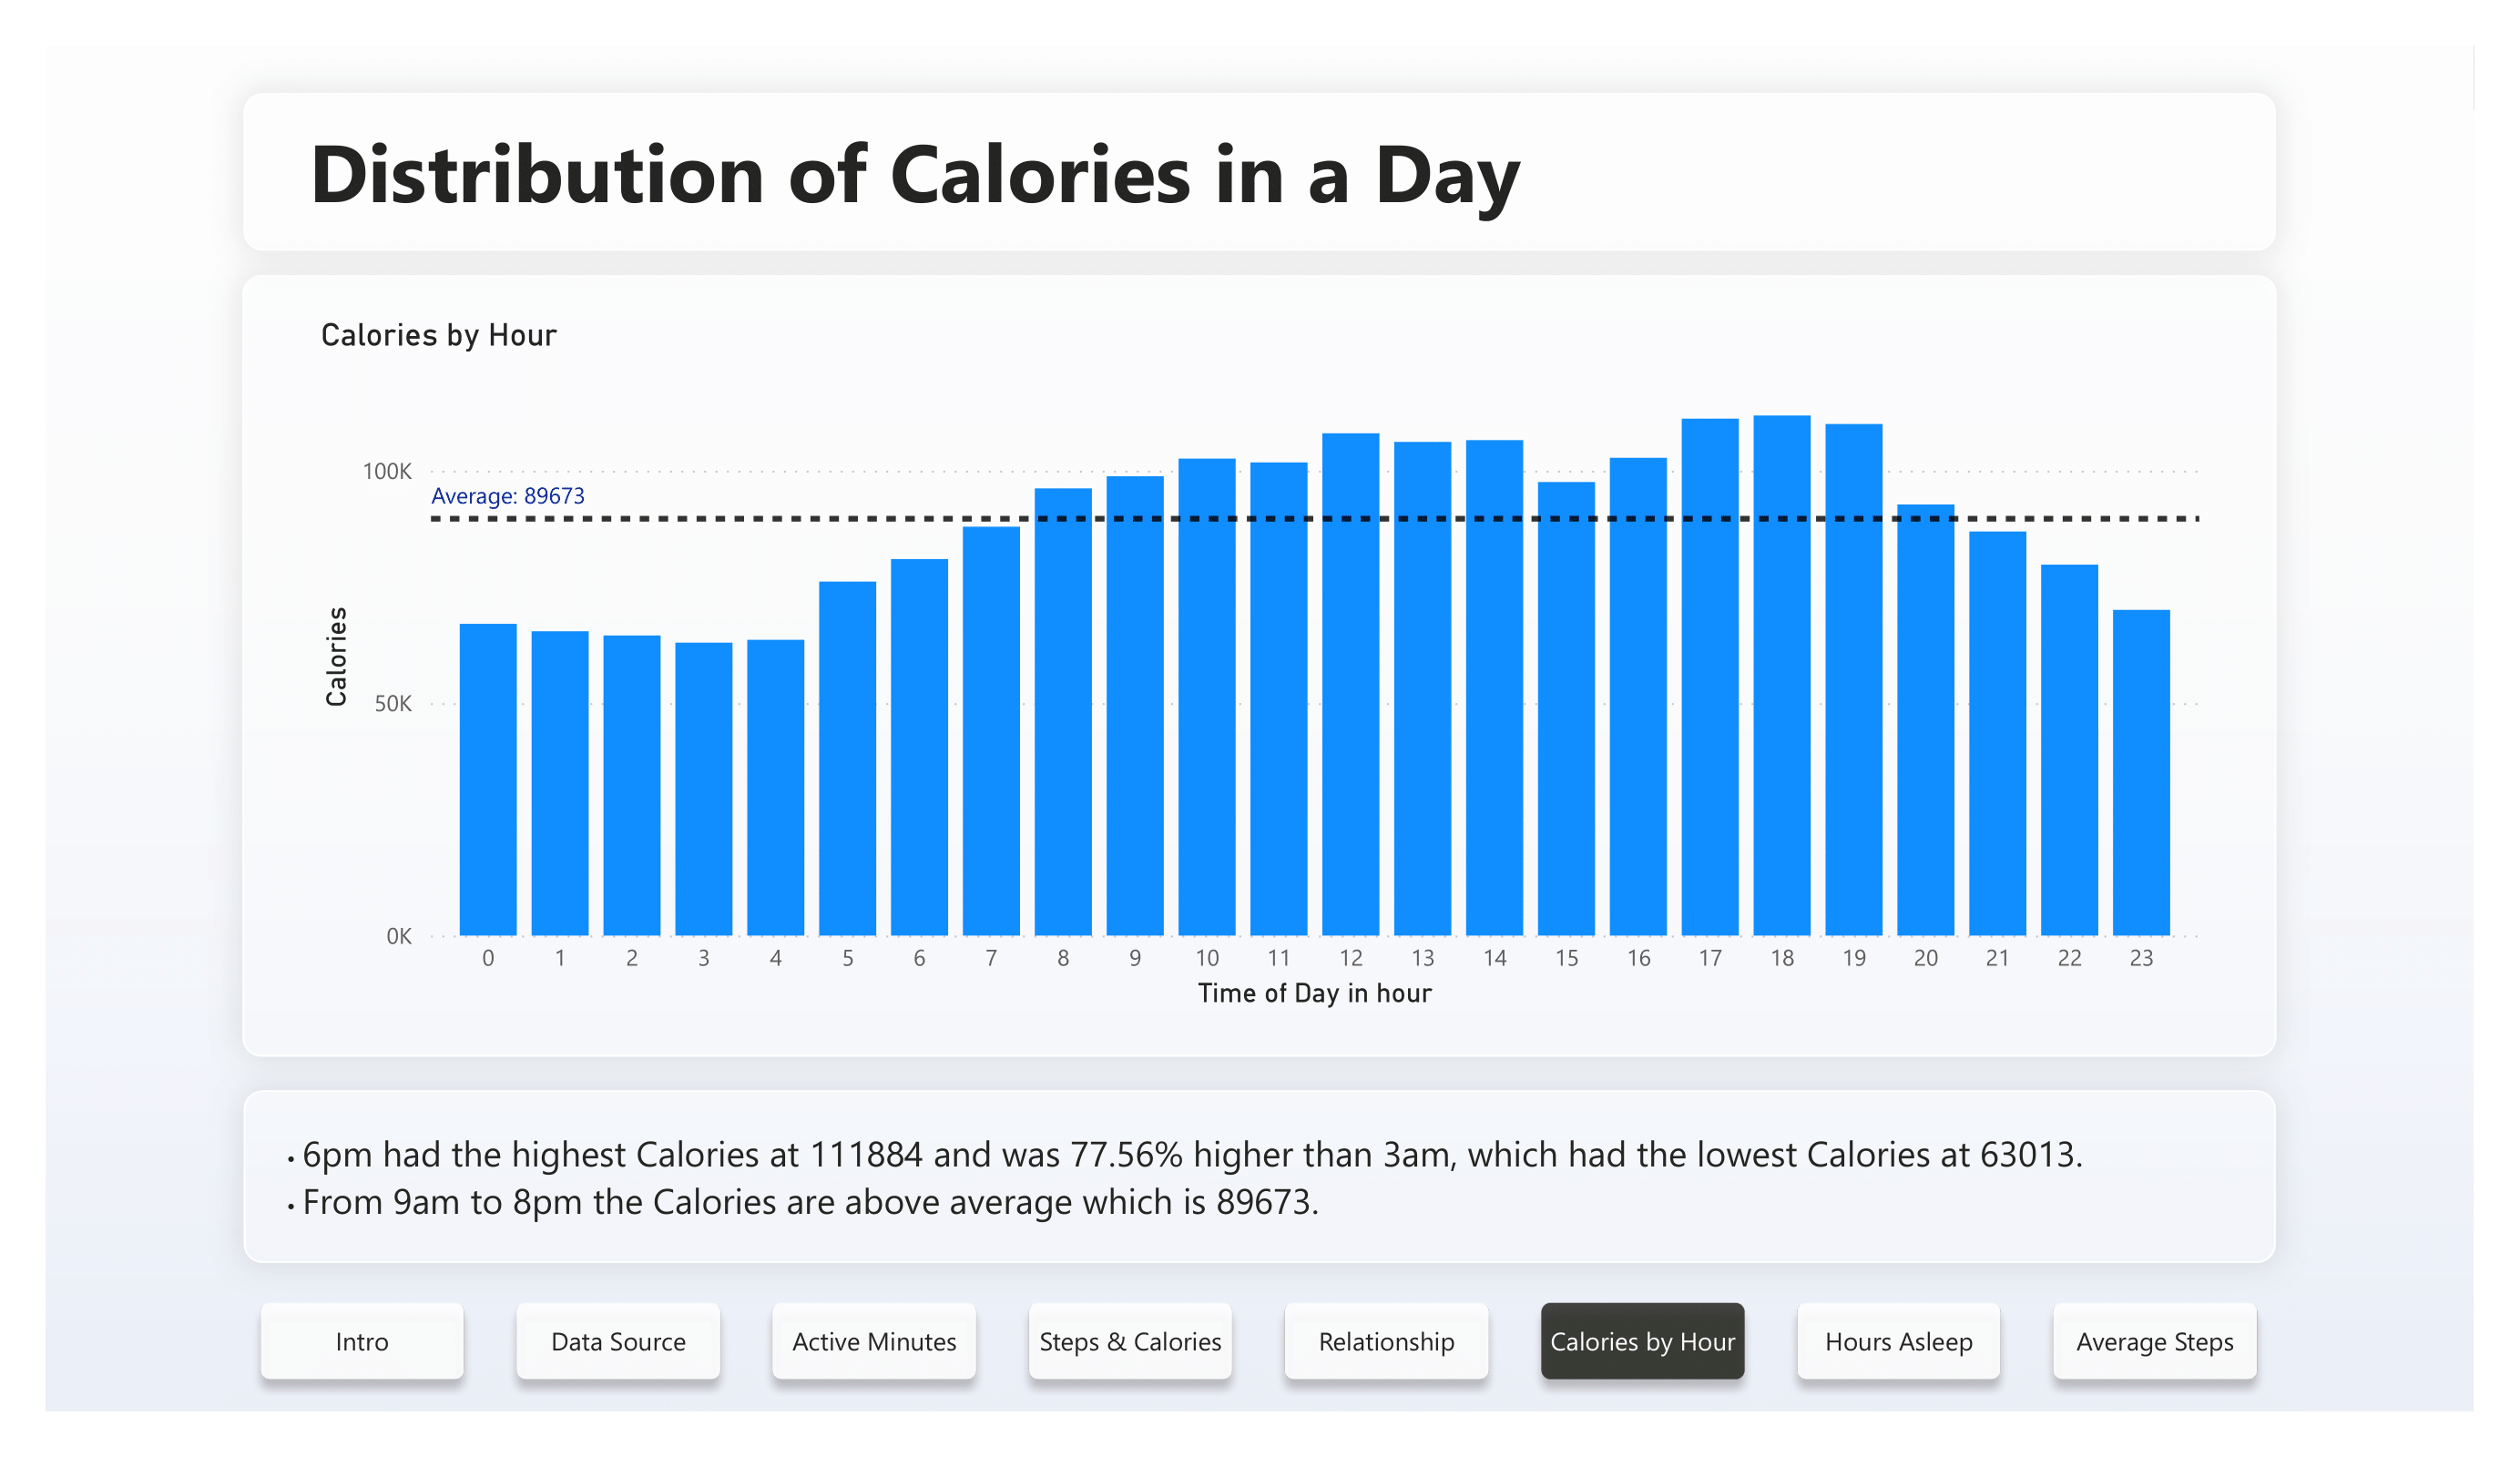 Distribution of Calories in a Day
Calories by Hour
100K
Average: 89673
50K
0K
Calories
0 1 2 3 4 5 6 7 8 9 10 11 12 13 14 15 16 17 18 19 20 21 22 23
Time of Day in hour
• 6pm had the highest Calories at 111884 and was 77.56% higher than 3am, which had the lowest Calories at 63013.
• From 9am to 8pm the Calories are above average which is 89673.
Intro Data Source Active Minutes Steps & Calories Relationship Calories by Hour Hours Asleep Average Steps